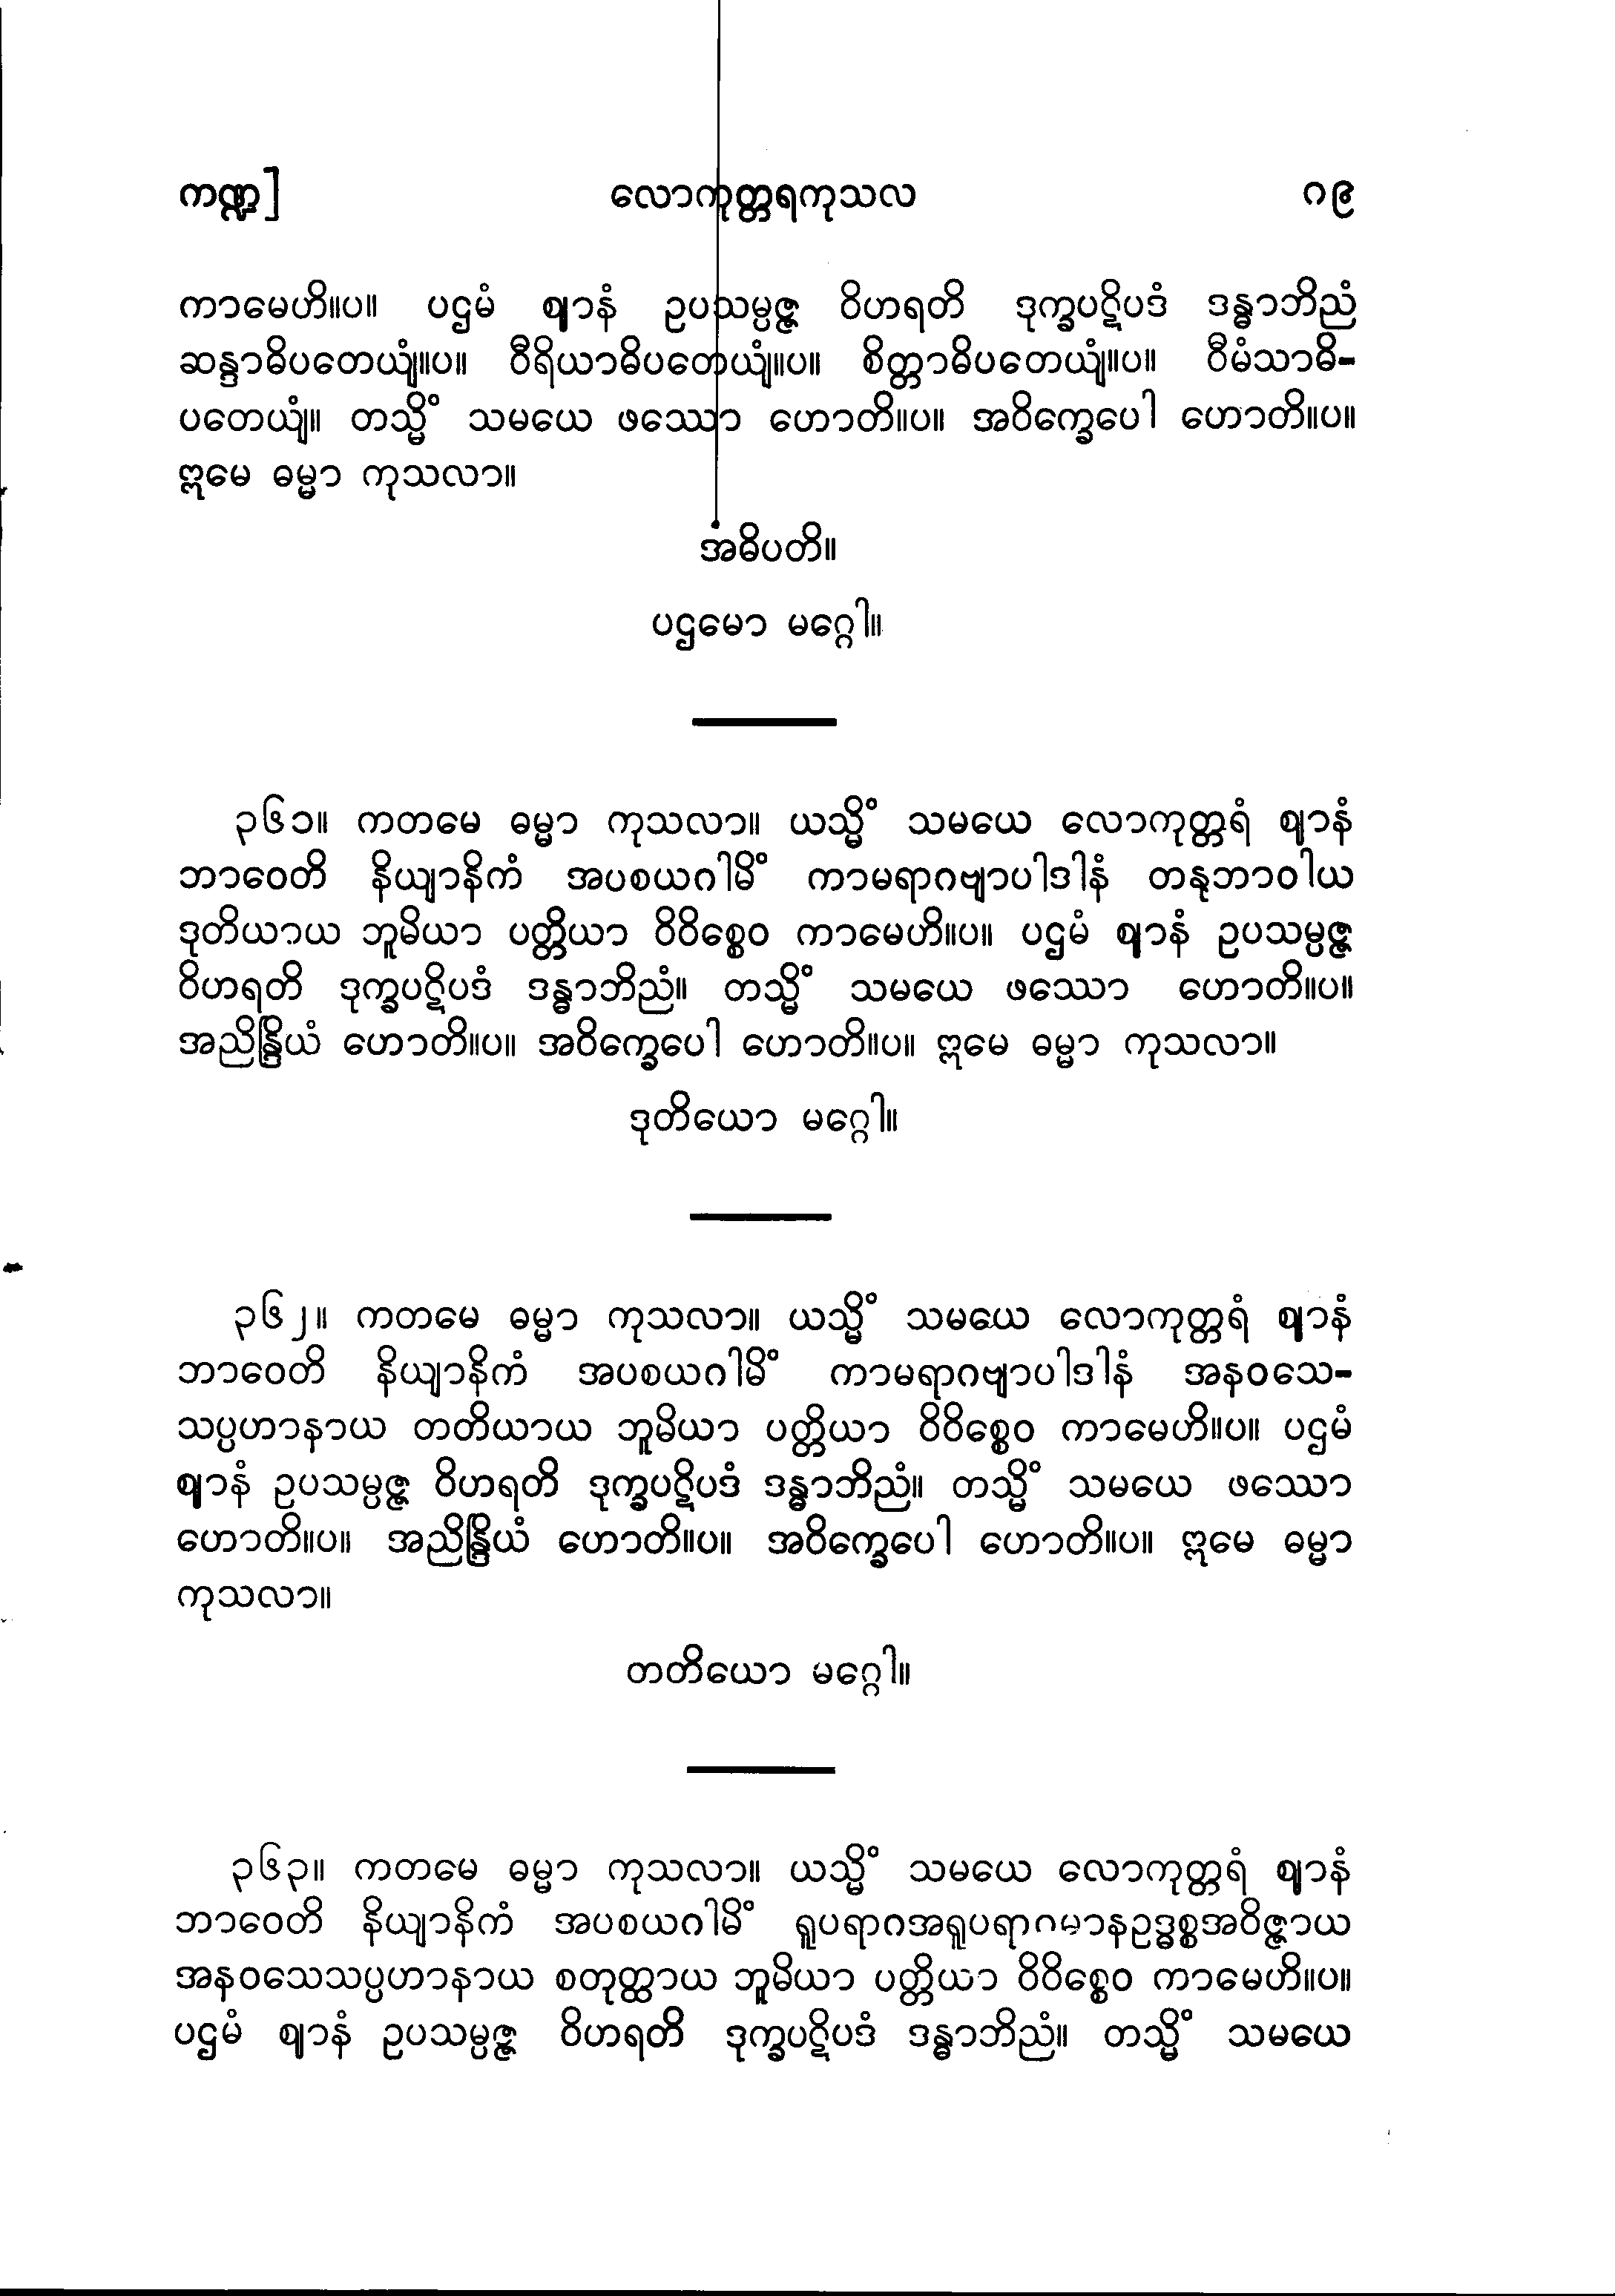 ကဏ္ဍ] လောကုတ္တရကုသလ ၈၉
ကာမေဟိ။ပ။ ပဌမံ ဈာနံ ဥပသမ္ပဇ္ဇ ဝိဟရတိ ဒုက္ခပဋိပဒံ ဒန္ဓာဘိညံ
ဆန္ဒာဓိပတေယျံ။ပ။ ဝီရိယာဓိပတေယျံ။ပ။ စိတ္တာဓိပတေယျံ။ပ။ ဝီမံသာဓိ-
ပတေယျံ။ တသ္မိံ သမယေ ဖဿော ဟောတိ။ပ။ အဝိက္ခေပေါ ဟောတိ။ပ။
ဣမေ ဓမ္မာ ကုသလာ။
အဓိပတိ။
ပဌမော မဂ္ဂေါ။
၃၆၁။ ကတမေ ဓမ္မာ ကုသလာ။ ယသ္မိံ သမယေ လောကုတ္တရံ ဈာနံ
ဘာဝေတိ နိယျာနိကံ အပစယဂါမိံ ကာမရာဂဗျာပါဒါနံ တနုဘာဝါယ
ဒုတိယာယ ဘူမိယာ ပတ္တိယာ ဝိဝိစ္စေဝ ကာမေဟိ။ပ။ ပဌမံ ဈာနံ ဥပသမ္ပဇ္ဇ
ဝိဟရတိ ဒုက္ခပဋိပဒံ ဒန္ဓာဘိညံ။ တသ္မိံ သမယေ ဖဿော ဟောတိ။ပ။
အညိန္ဒြိယံ ဟောတိ။ပ။ အဝိက္ခေပေါ ဟောတိ။ပ။ ဣမေ ဓမ္မာ ကုသလာ။
ဒုတိယော မဂ္ဂေါ။
၃၆၂။ ကတမေ ဓမ္မာ ကုသလာ။ ယသ္မိံ သမယေ လောကုတ္တရံ ဈာနံ
ဘာဝေတိ နိယျာနိကံ အပစယဂါမိံ ကာမရာဂဗျာပါဒါနံ အနဝသေ-
သပ္ပဟာနာယ တတိယာယ ဘူမိယာ ပတ္တိယာ ဝိဝိစ္စေဝ ကာမေဟိ။ပ။ ပဌမံ
ဈာနံ ဥပသမ္ပဇ္ဇ ဝိဟရတိ ဒုက္ခပဋိပဒံ ဒန္ဓာဘိညံ။ တသ္မိံ သမယေ ဖဿော
ဟောတိ။ပ။ အညိန္ဒြိယံ ဟောတိ။ပ။ အဝိက္ခေပေါ ဟောတိ။ပ။ ဣမေ ဓမ္မာ
ကုသလာ။
တတိယော မဂ္ဂေါ။
၃၆၃။ ကတမေ ဓမ္မာ ကုသလာ။ ယသ္မိံ သမယေ လောကုတ္တရံ ဈာနံ
ဘာဝေတိ နိယျာနိကံ အပစယဂါမိံ ရူပရာဂအရူပရာဂမာနဥဒ္ဓစ္စအဝိဇ္ဇာယ
အနဝသေသပ္ပဟာနာယ စတုတ္ထာယ ဘူမိယာ ပတ္တိယာ ဝိဝိစ္စေဝ ကာမေဟိ။ပ။
ပဌမံ ဈာနံ ဥပသမ္ပဇ္ဇ ဝိဟရတိ ဒုက္ခပဋိပဒံ ဒန္ဓာဘိညံ။ တသ္မိံ သမယေ